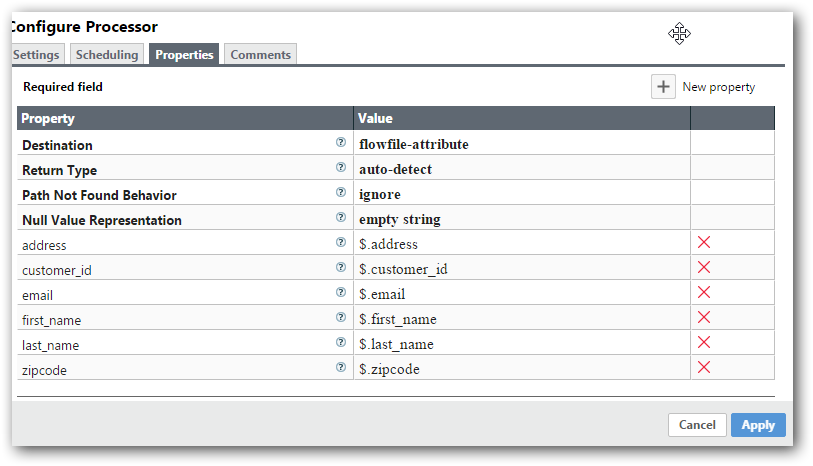 Configure Processor
Settings Scheduling Properties Comments
Required field + New property
Property Value
Destination ? flowfile-attribute
Return Type ? auto-detect
Path Not Found Behavior ? ignore
Null Value Representation ? empty string
address ? $.address
customer_id ? $.customer_id
email ? $.email
first_name ? $.first_name
last_name ? $.last_name
zipcode ? $.zipcode
Cancel Apply